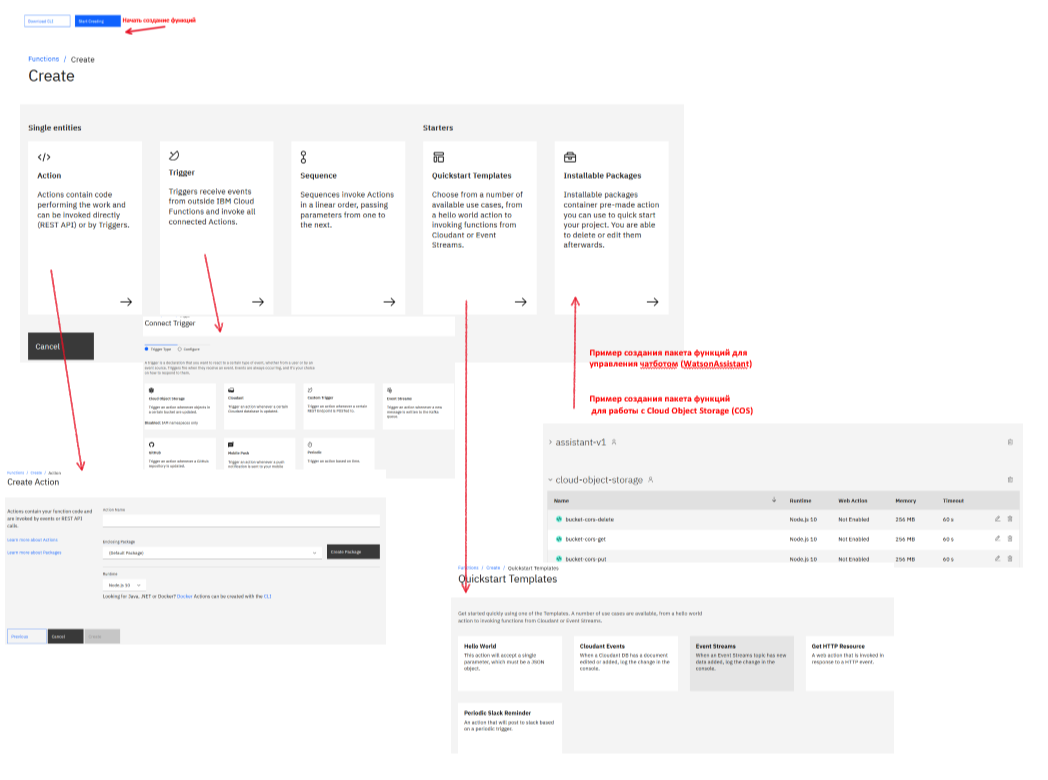 Download CLI
Start Creating
Начать создание функций
Functions / Create
Create
Single entities
Starters
Action
Actions contain code
performing the work and
can be invoked directly
(REST API) or by Triggers.
Trigger
Triggers receive events
from outside IBM Cloud
Functions and invoke all
connected Actions.
Sequence
Sequences invoke Actions
in a linear order, passing
parameters from one to
the next.
Quickstart Templates
Choose from a number of
available use cases, from
a hello world action to
invoking functions from
Cloudant or Event
Streams.
Installable Packages
Installable packages
container pre-made action
you can use to quick start
your project. You are able
to delete or edit them
afterwards.
Cancel
Connect Trigger
Trigger Type
Configure
A trigger is a declaration that you want to react to a certain type of event, whether from a user or by an
event source. Triggers fire when they receive an event. Events are always occurring, and it's your choice
on how to respond to them.
Cloud Object Storage
Trigger an action whenever objects in
a certain bucket are updated.
IAM namespaces only
Cloudant
Trigger an action whenever a certain
Cloudant database is updated.
Custom Trigger
Trigger an action whenever a certain
REST Endpoint is POSTed to.
Event Streams
Trigger an action whenever a new
message is written to the
queue.
GitHub
Trigger an action whenever a GitHub
repository is updated.
Mobile Push
Trigger an action whenever a push
notification is sent to your mobile
Periodic
Trigger an action based on time.
Пример создания пакета функций для
управления чатботом (WatsonAssistant)
Пример создания пакета функций
для работы с Cloud Object Storage (COS)
assistant-v1
cloud-object-storage
Name Runtime Web Action Memory Timeout
bucket-cors-delete Node.js 10 Not Enabled 256 MB 60 s
bucket-cors-get Node.js 10 Not Enabled 256 MB 60 s
bucket-cors-put Node.js 10 Not Enabled 256 MB 60 s
Functions / Create / Action
Create Action
Actions contain your function code and
are invoked by events or REST API
calls.
Learn more about Actions
Learn more about Packages
Action Name
Enclosing Package
(Default Package)
Create Package
Runtime
Node.js 10
Looking for Java, .NET or Docker? Docker Actions can be created with the CLI
Previous
Cancel
Create
Functions / Create / Quickstart Templates
Quickstart Templates
Get started quickly using one of the Templates. A number of use cases are available, from a hello world
action to invoking functions from Cloudant or Event Streams.
Hello World
This action will accept a single
parameter, which must be a JSON
object.
Cloudant Events
When a Cloudant DB has a document
edited or added, log the change in the
console.
Event Streams
When an Event Streams topic has new
data added, log the change in the
console.
Get HTTP Resource
A web action that is invoked in
response to a HTTP event.
Periodic Slack Reminder
An action that will post to slack based
on a periodic trigger.